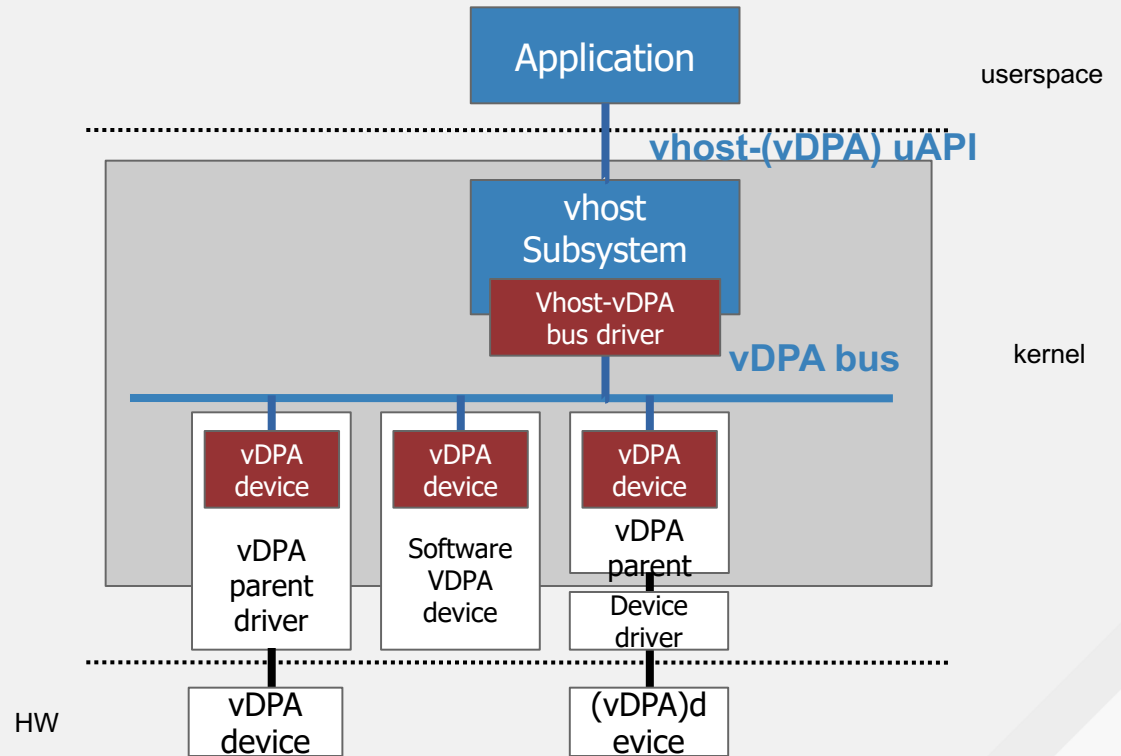 Application
userspace
vhost-(vDPA) uAPI
vhost
Subsystem
Vhost-vDPA
bus driver
vDPA bus
kernel
vDPA
device
vDPA
device
vDPA
device
vDPA
parent
driver
Software
VDPA
device
vDPA
parent
Device
driver
HW
vDPA
device
(vDPA)d
evice